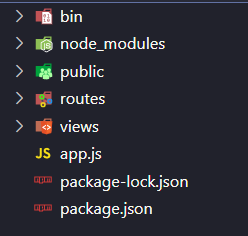 bin
node_modules
public
routes
views
JS app.js
package-lock.json
package.json